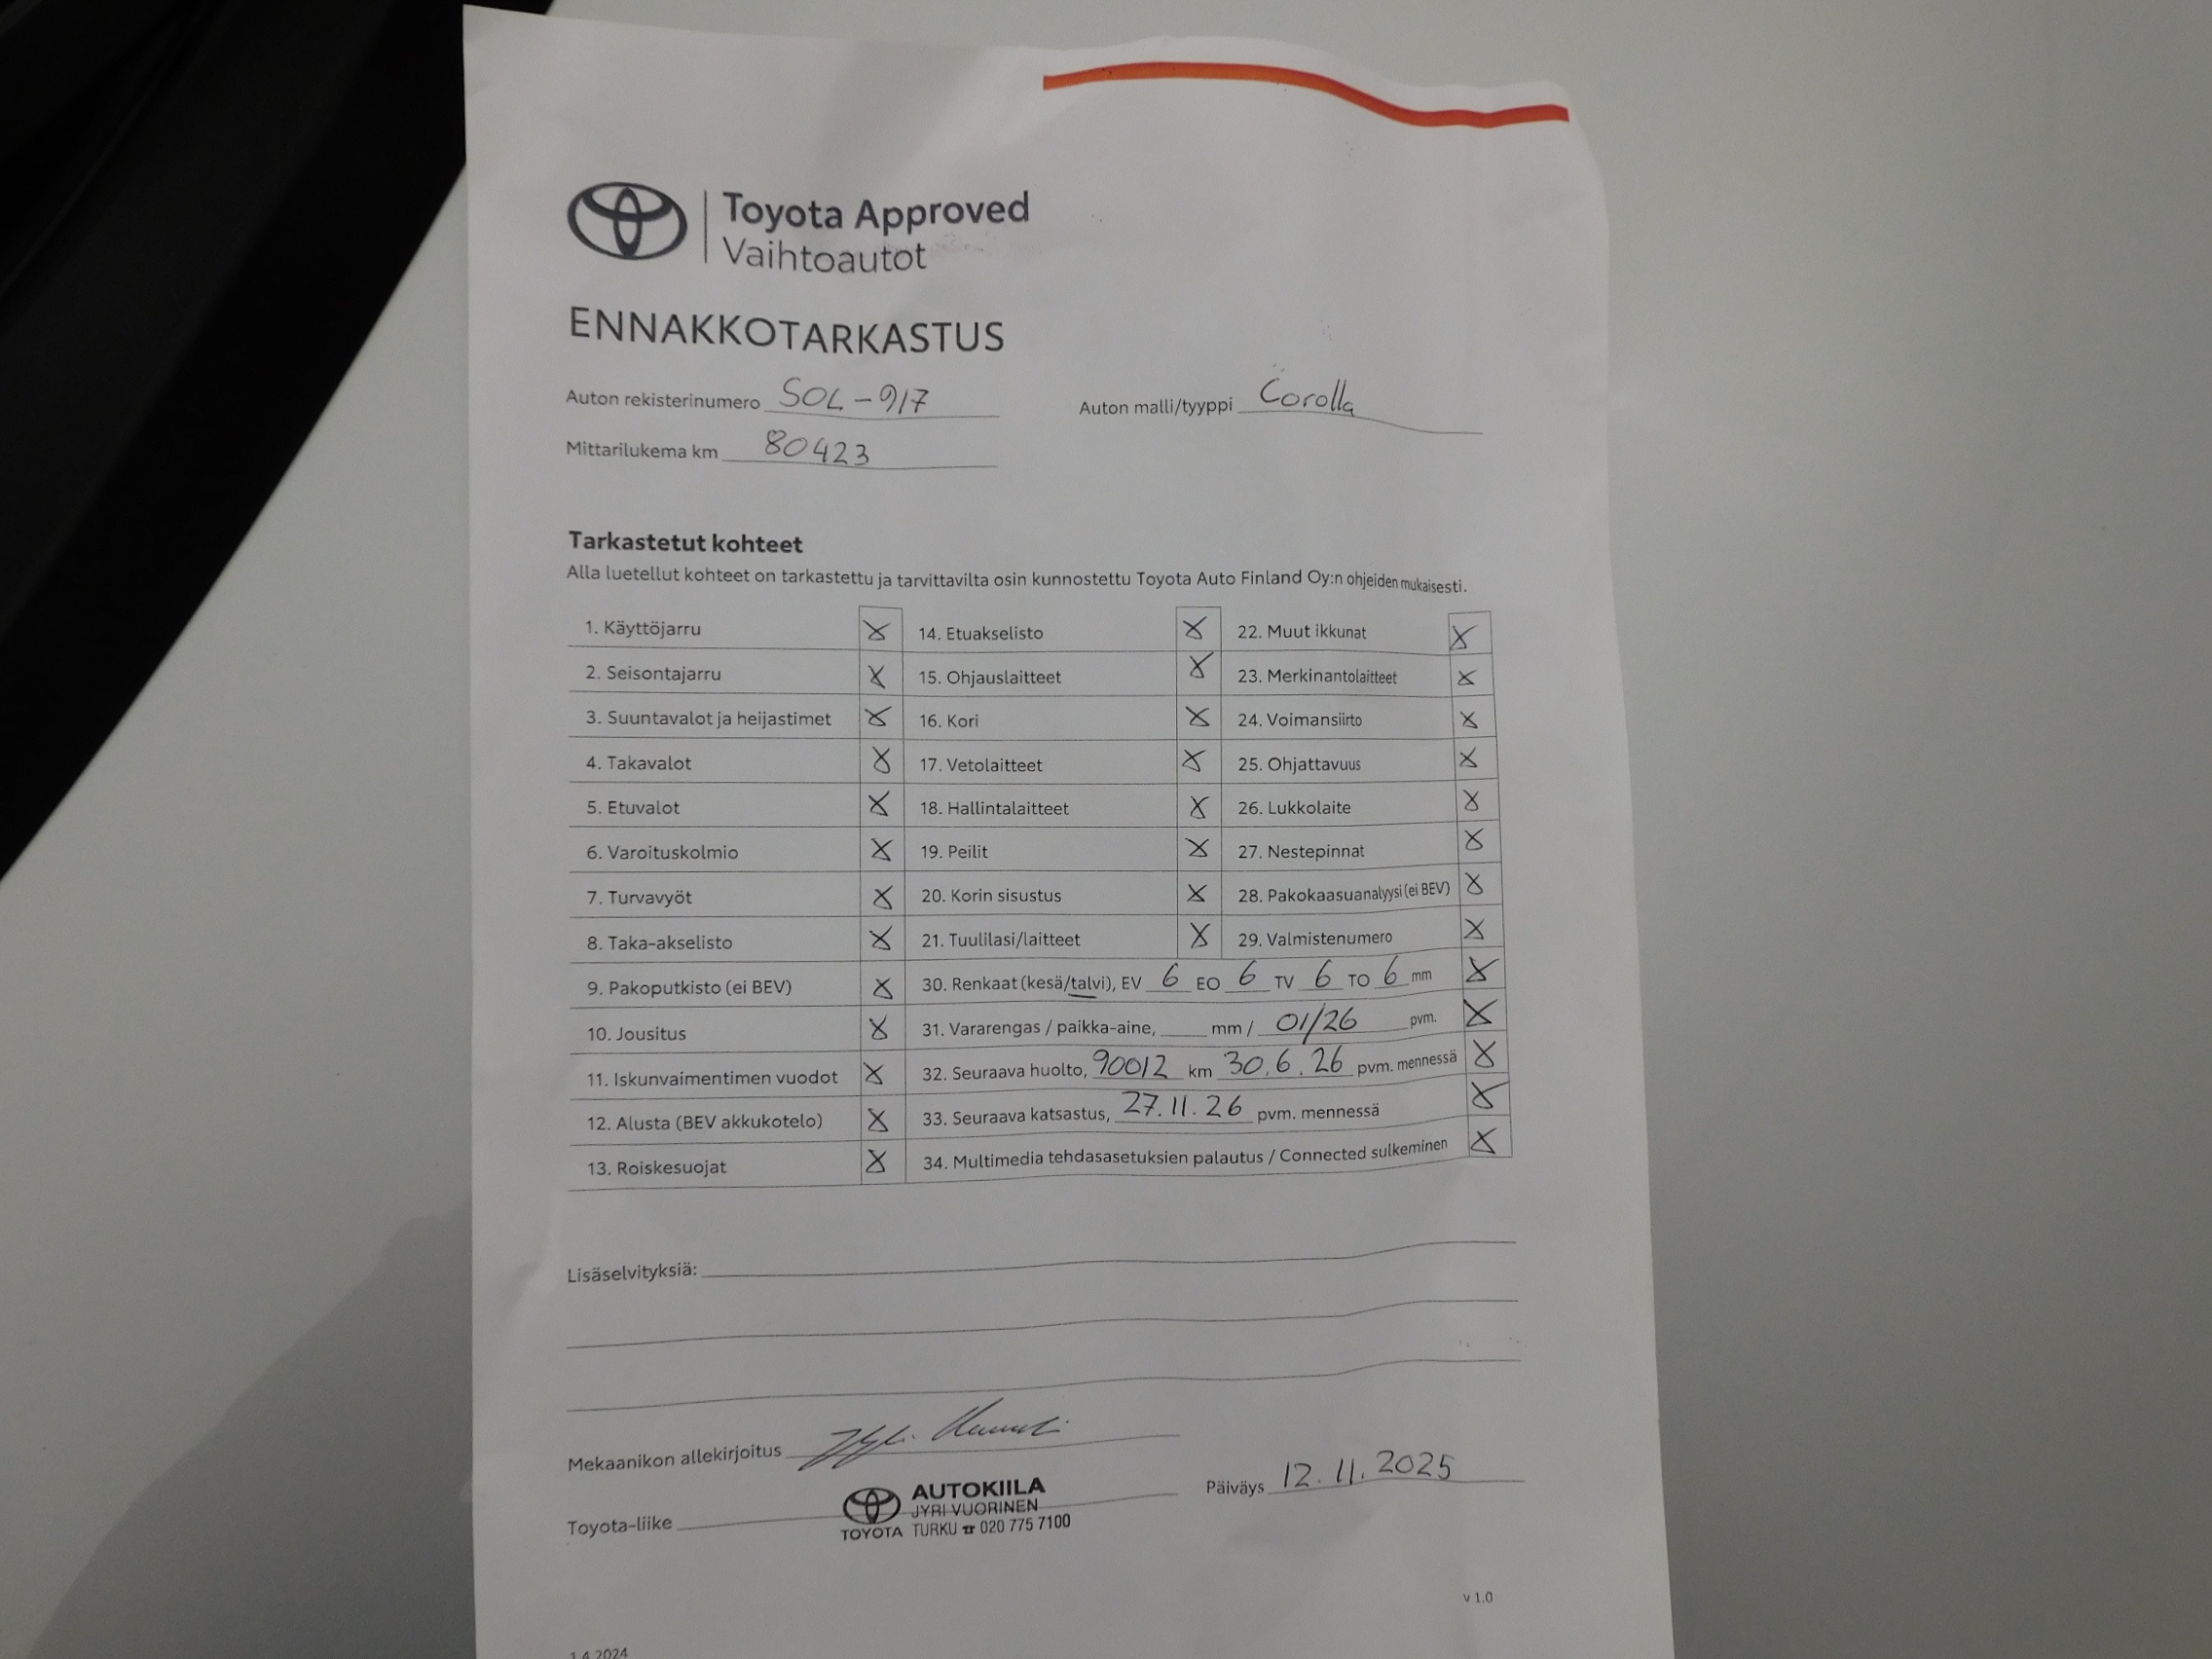 Toyota Approved
Vaihtoautot
ENNAKKOTARKASTUS
Auton rekisterinumero SOL-917 Auton malli/tyyppi Corolla
Mittarilukema km 80423
Tarkastetut kohteet
Alla luetellut kohteet on tarkastettu ja tarvittavilta osin kunnostettu Toyota Auto Finland Oy:n ohjeiden mukaisesti.
1. Käyttöjarru X 14. Etuakselisto X 22. Muut ikkunat X
2. Seisontajarru X 15. Ohjauslaitteet X 23. Merkinantolaitteet X
3. Suuntavalot ja heijastimet X 16. Kori X 24. Voimansiirto X
4. Takavalot X 17. Vetolaitteet X 25. Ohjattavuus X
5. Etuvalot X 18. Hallintalaitteet X 26. Lukkolaite X
6. Varoituskolmio X 19. Peilit X 27. Nestepinnat X
7. Turvavyöt X 20. Korin sisustus X 28. Pakokaasuanalyysi (ei BEV) X
8. Taka-akselisto X 21. Tuulilasi/laitteet X 29. Valmistenumero X
9. Pakoputkisto (ei BEV) X 30. Renkaat (kesä/talvi), EV 6 EO 6 TV 6 TO 6 mm X
10. Jousitus X 31. Vararengas / paikka-aine, mm / 01/26 pvm. X
11. Iskunvaimentimen vuodot X 32. Seuraava huolto, 90012 km 30.6.26 pvm. mennessä X
12. Alusta (BEV akkukotelo) X 33. Seuraava katsastus, 27.11.26 pvm. mennessä X
13. Roiskesuojat X 34. Multimedia tehdasasetuksien palautus / Connected sulkeminen X
Lisäselvityksiä:
Mekaanikon allekirjoitus
Päiväys 12.11.2025
Toyota-liike
AUTOKIILA
JYRI VUORINEN
TOYOTA TURKU ☎ 020 775 7100
v 1.0
1.4.2024